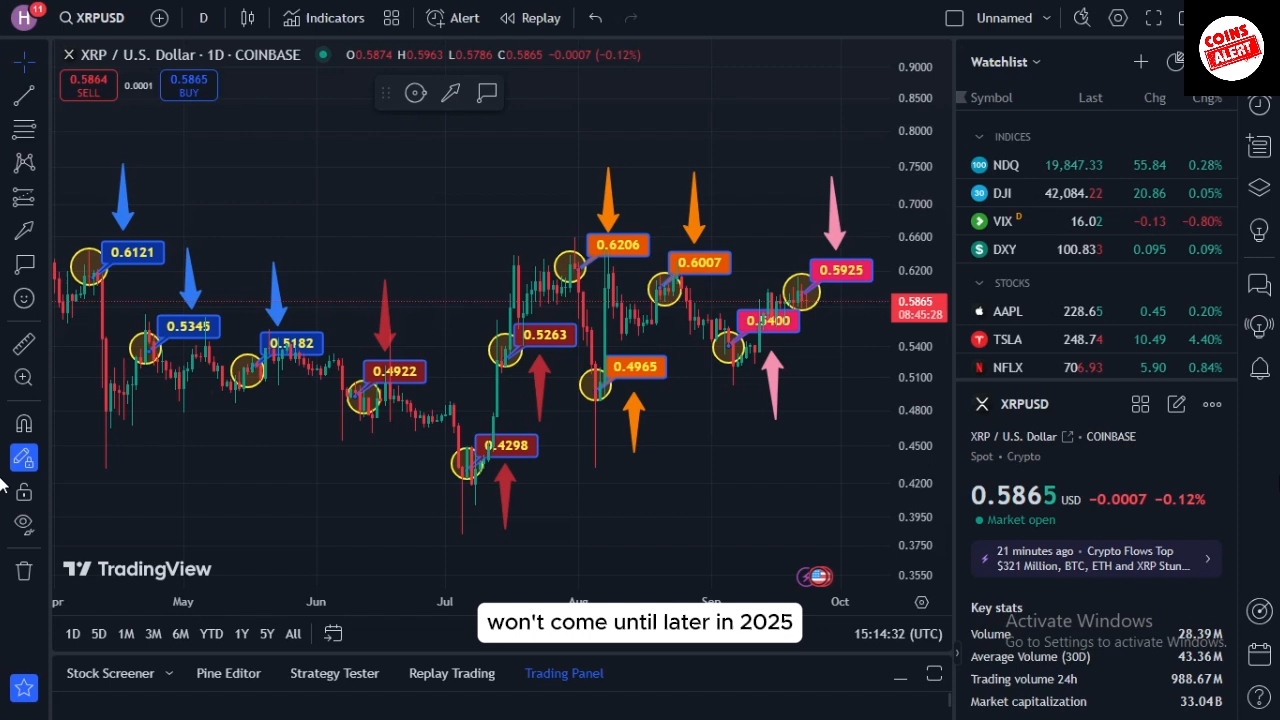 H
11
XRPUSD
D
Indicators
Alert
Replay
Unnamed
COINS
ALERT
XRP / U.S. Dollar · 1D · COINBASE
O0.5874 H0.5963 L0.5786 C0.5865 −0.0007 (−0.12%)
0.5864
SELL
0.0001
0.5865
BUY
0.6121
0.5345
0.5182
0.4922
0.4298
0.5263
0.6206
0.4965
0.6007
0.5400
0.5925
0.9000
0.8500
0.8000
0.7500
0.7000
0.6600
0.6200
0.5865
08:45:28
0.5400
0.5100
0.4800
0.4500
0.4200
0.3950
0.3750
0.3550
TradingView
pr
May
Jun
Jul
Aug
Sep
Oct
won't come until later in 2025
1D 5D 1M 3M 6M YTD 1Y 5Y All
15:14:32 (UTC)
Stock Screener
Pine Editor
Strategy Tester
Replay Trading
Trading Panel
Watchlist
Symbol Last Chg Chg%
INDICES
100 NDQ 19,847.33 55.84 0.28%
30 DJI 42,084.22 20.86 0.05%
VIX D 16.02 −0.13 −0.80%
DXY 100.833 0.095 0.09%
STOCKS
AAPL 228.65 0.45 0.20%
TSLA 248.74 10.49 4.40%
NFLX 706.93 5.90 0.84%
XRPUSD
XRP / U.S. Dollar · COINBASE
Spot · Crypto
0.5865 USD −0.0007 −0.12%
Market open
21 minutes ago · Crypto Flows Top
$321 Million, BTC, ETH and XRP Stun...
Key stats
Activate Windows
Go to Settings to activate Windows.
Volume 28.39M
Average Volume (30D) 43.36M
Trading volume 24h 988.67M
Market capitalization 33.04B